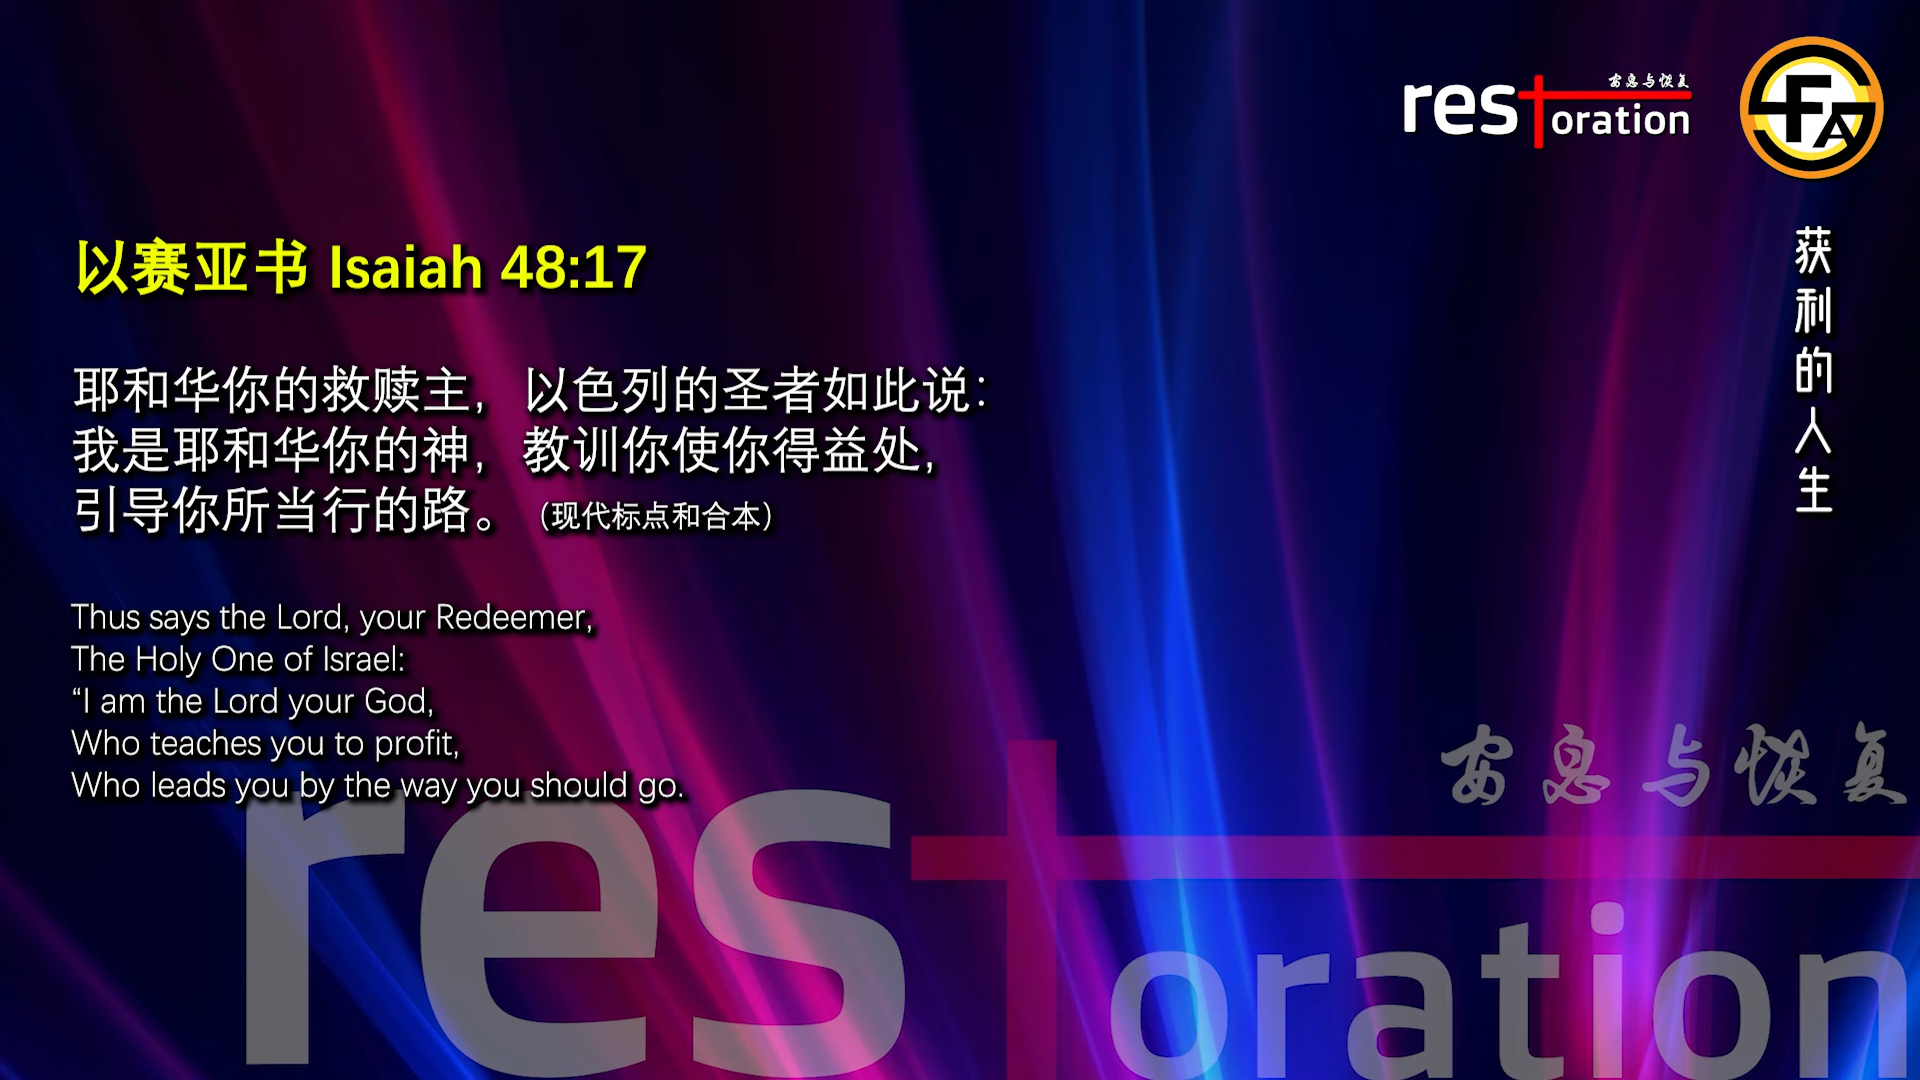 安息与恢复
restoration
SFA
获利的人生
以赛亚书 Isaiah 48:17
耶和华你的救赎主，以色列的圣者如此说：
我是耶和华你的神，教训你使你得益处，
引导你所当行的路。（现代标点和合本）
Thus says the Lord, your Redeemer,
The Holy One of Israel:
“I am the Lord your God,
Who teaches you to profit,
Who leads you by the way you should go.
安息与恢复
restoration